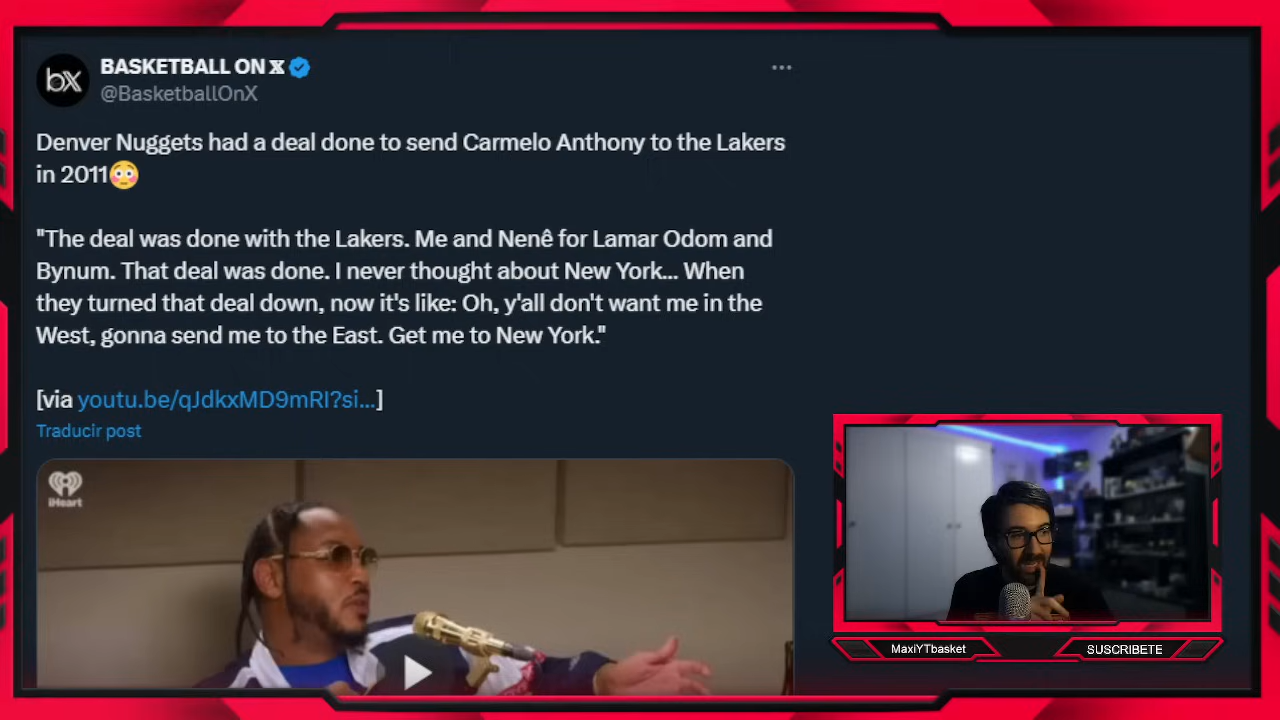 bX
BASKETBALL ON X
@BasketballOnX
Denver Nuggets had a deal done to send Carmelo Anthony to the Lakers
in 2011😳
"The deal was done with the Lakers. Me and Nenê for Lamar Odom and
Bynum. That deal was done. I never thought about New York... When
they turned that deal down, now it's like: Oh, y'all don't want me in the
West, gonna send me to the East. Get me to New York."
[via youtu.be/qJdkxMD9mRI?si...]
Traducir post
iHeart
MaxiYTbasket
SUSCRIBETE